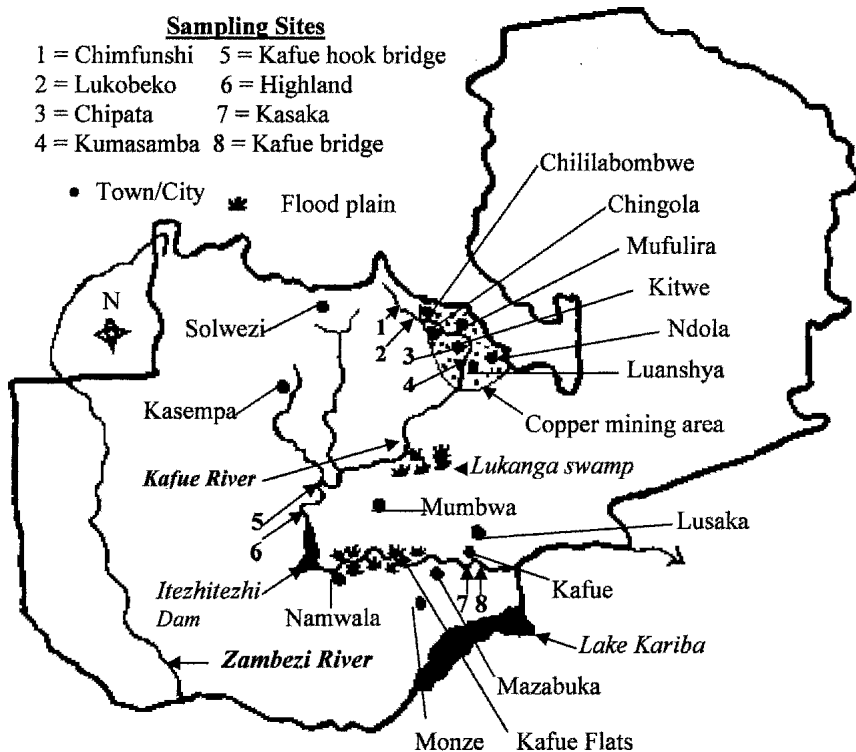 Sampling Sites
1 = Chimfunshi 5 = Kafue hook bridge
2 = Lukobeko 6 = Highland
3 = Chipata 7 = Kasaka
4 = Kumasamba 8 = Kafue bridge
Town/City
Flood plain
Chililabombwe
Chingola
Mufulira
N
Kitwe
Solwezi
1
2
3
Ndola
4
Luanshya
Kasempa
Copper mining area
Kafue River
Lukanga swamp
Mumbwa
5
Lusaka
6
Itezhitezhi
Dam
Namwala
7 8
Kafue
Zambezi River
Lake Kariba
Mazabuka
Monze
Kafue Flats